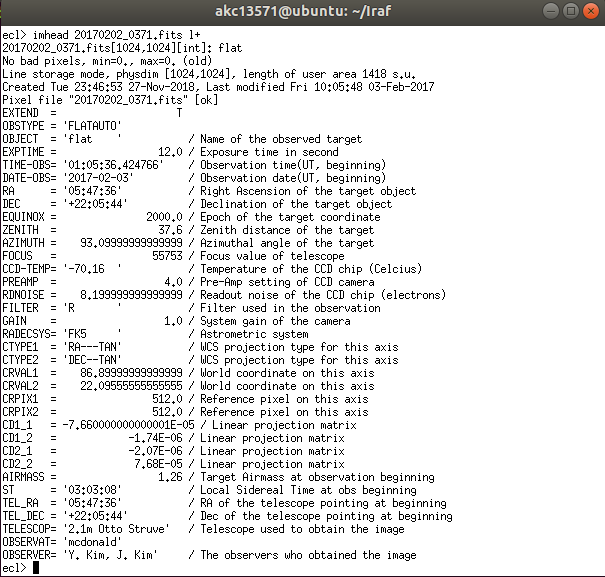 akc13571@ubuntu: ~/Iraf
ecl> imhead 20170202_0371.fits l+
20170202_0371.fits[1024,1024][int]: flat
No bad pixels, min=0., max=0. (old)
Line storage mode, physdim [1024,1024], length of user area 1418 s.u.
Created Tue 23:46:53 27-Nov-2018, Last modified Fri 10:05:48 03-Feb-2017
Pixel file "20170202_0371.fits" [ok]
EXTEND  =                    T
OBSTYPE = 'FLATAUTO'
OBJECT  = 'flat    '           / Name of the observed target
EXPTIME =                 12.0 / Exposure time in second
TIME-OBS= '01:05:36.424766'    / Observation time(UT, beginning)
DATE-OBS= '2017-02-03'         / Observation date(UT, beginning)
RA      = '05:47:36'           / Right Ascension of the target object
DEC     = '+22:05:44'          / Declination of the target object
EQUINOX =               2000.0 / Epoch of the target coordinate
ZENITH  =                 37.6 / Zenith distance of the target
AZIMUTH =    93.09999999999999 / Azimuthal angle of the target
FOCUS   =                55753 / Focus value of telescope
CCD-TEMP= '-70.16  '           / Temperature of the CCD chip (Celcius)
PREAMP  =                  4.0 / Pre-Amp setting of CCD camera
RDNOISE =    8.199999999999999 / Readout noise of the CCD chip (electrons)
FILTER  = 'R       '           / Filter used in the observation
GAIN    =                  1.0 / System gain of the camera
RADECSYS= 'FK5     '           / Astrometric system
CTYPE1  = 'RA---TAN'           / WCS projection type for this axis
CTYPE2  = 'DEC--TAN'           / WCS projection type for this axis
CRVAL1  =    86.89999999999999 / World coordinate on this axis
CRVAL2  =    22.09555555555555 / World coordinate on this axis
CRPIX1  =                512.0 / Reference pixel on this axis
CRPIX2  =                512.0 / Reference pixel on this axis
CD1_1   = -7.660000000000001E-05 / Linear projection matrix
CD1_2   =            -1.74E-06 / Linear projection matrix
CD2_1   =            -2.07E-06 / Linear projection matrix
CD2_2   =             7.68E-05 / Linear projection matrix
AIRMASS =                 1.26 / Target Airmass at observation beginning
ST      = '03:03:08'           / Local Sidereal Time at obs beginning
TEL_RA  = '05:47:36'           / RA of the telescope pointing at beginning
TEL_DEC = '+22:05:44'          / Dec of the telescope pointing at beginning
TELESCOP= '2.1m Otto Struve'   / Telescope used to obtain the image
OBSERVAT= 'mcdonald'
OBSERVER= 'Y. Kim, J. Kim'     / The observers who obtained the image
ecl>